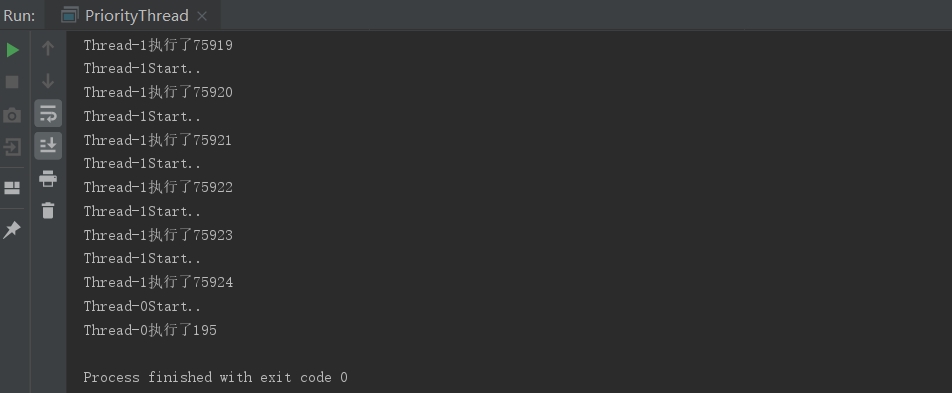 Run: PriorityThread
Thread-1执行了75919
Thread-1Start..
Thread-1执行了75920
Thread-1Start..
Thread-1执行了75921
Thread-1Start..
Thread-1执行了75922
Thread-1Start..
Thread-1执行了75923
Thread-1Start..
Thread-1执行了75924
Thread-0Start..
Thread-0执行了195
Process finished with exit code 0